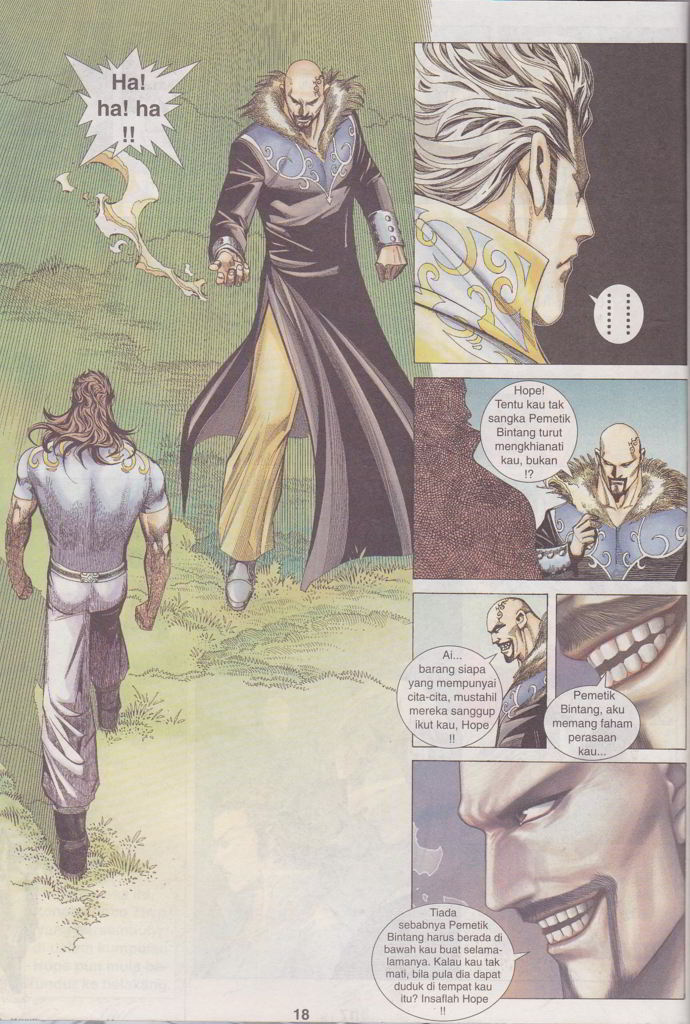 Ha!
ha! ha
!!
Hope!
Tentu kau tak
sangka Pemetik
Bintang turut
mengkhianati
kau, bukan
!?
Ai...
barang siapa
yang mempunyai
cita-cita, mustahil
mereka sanggup
ikut kau, Hope
!!
Pemetik
Bintang, aku
memang faham
perasaan
kau...
Tiada
sebabnya Pemetik
Bintang harus berada di
bawah kau buat selama-
lamanya. Kalau kau tak
mati, bila pula dia dapat
duduk di tempat kau
itu? Insaflah Hope
!!
18